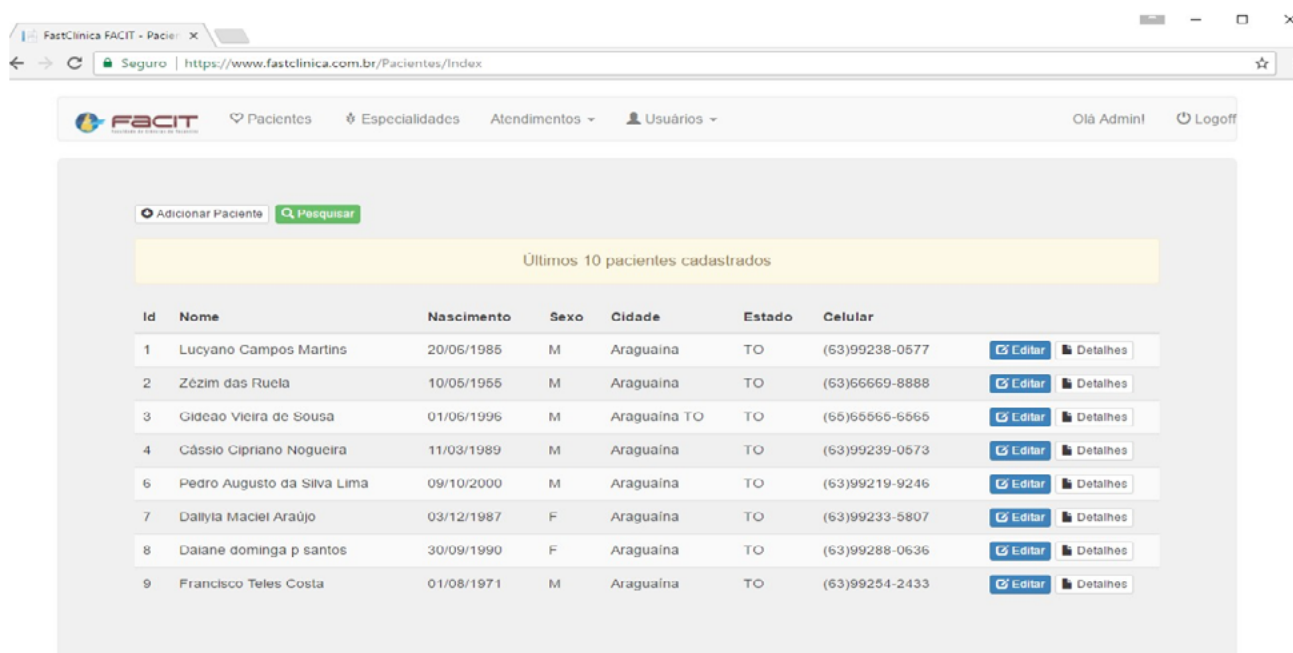 FastClínica FACIT - Pacien
Seguro | https://www.fastclinica.com.br/Pacientes/Index
FACIT Pacientes Especialidades Atendimentos Usuários Olá Admin! Logoff
Adicionar Paciente Pesquisar
Últimos 10 pacientes cadastrados
Id Nome Nascimento Sexo Cidade Estado Celular
1 Lucyano Campos Martins 20/06/1985 M Araguaína TO (63)99238-0577 Editar Detalhes
2 Zézim das Ruela 10/05/1955 M Araguaína TO (63)66669-8888 Editar Detalhes
3 Gideão Vieira de Sousa 01/06/1996 M Araguaína TO TO (65)65565-6565 Editar Detalhes
4 Cássio Cipriano Nogueira 11/03/1989 M Araguaína TO (63)99239-0573 Editar Detalhes
6 Pedro Augusto da Silva Lima 09/10/2000 M Araguaína TO (63)99219-9246 Editar Detalhes
7 Dallyla Maciel Araújo 03/12/1987 F Araguaína TO (63)99233-5807 Editar Detalhes
8 Daiane dominga p santos 30/09/1990 F Araguaína TO (63)99288-0636 Editar Detalhes
9 Francisco Teles Costa 01/08/1971 M Araguaína TO (63)99254-2433 Editar Detalhes